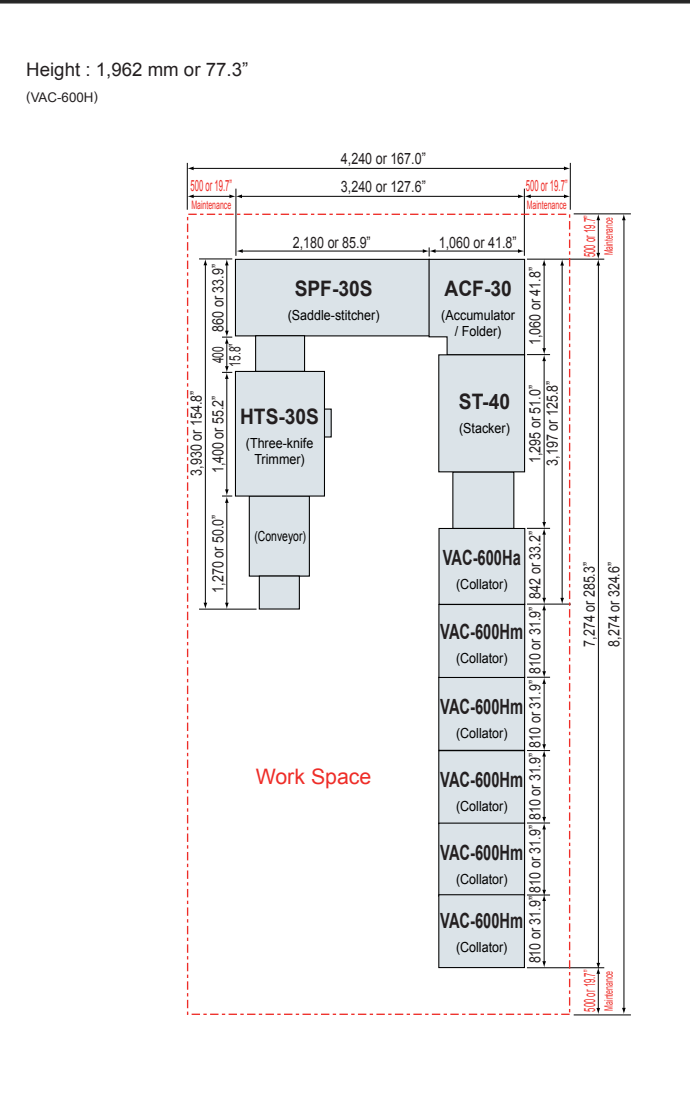 Height : 1,962 mm or 77.3”
(VAC-600H)
4,240 or 167.0”
500 or 19.7”
3,240 or 127.6”
500 or 19.7”
Maintenance
Maintenance
2,180 or 85.9”
1,060 or 41.8”
500 or 19.7”
Maintenance
860 or 33.9”
SPF-30S
(Saddle-stitcher)
ACF-30
(Accumulator
/ Folder)
1,060 or 41.8”
400
15.8”
3,930 or 154.8”
1,400 or 55.2”
HTS-30S
(Three-knife
Trimmer)
ST-40
(Stacker)
1,295 or 51.0”
3,197 or 125.8”
1,270 or 50.0”
(Conveyor)
VAC-600Ha
(Collator)
842 or 33.2”
7,274 or 285.3”
8,274 or 324.6”
VAC-600Hm
(Collator)
810 or 31.9”
VAC-600Hm
(Collator)
810 or 31.9”
Work Space
VAC-600Hm
(Collator)
810 or 31.9”
VAC-600Hm
(Collator)
810 or 31.9”
VAC-600Hm
(Collator)
810 or 31.9”
500 or 19.7”
Maintenance